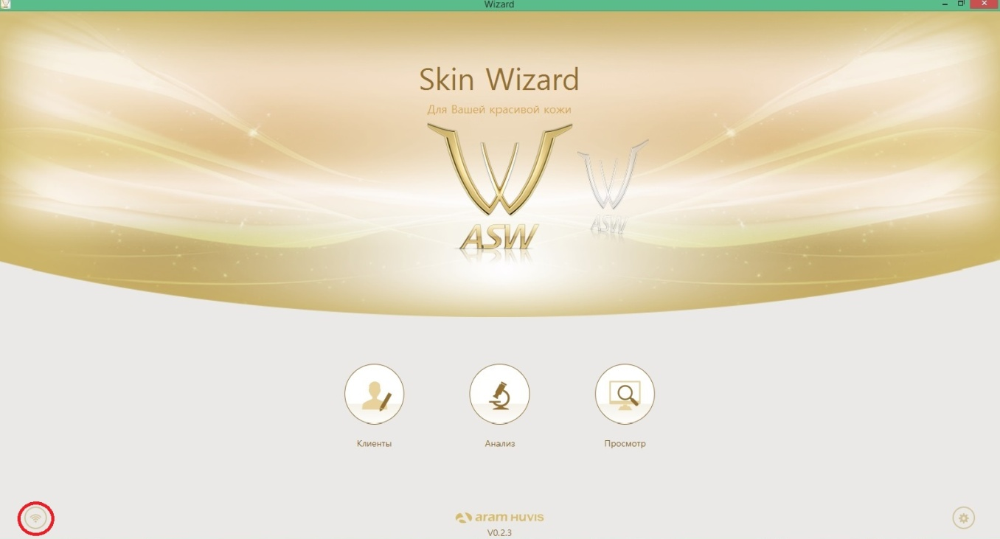 Wizard
Skin Wizard
Для Вашей красивой кожи
ASW
ASW
Клиенты
Анализ
Просмотр
aram HUVIS
V0.2.3